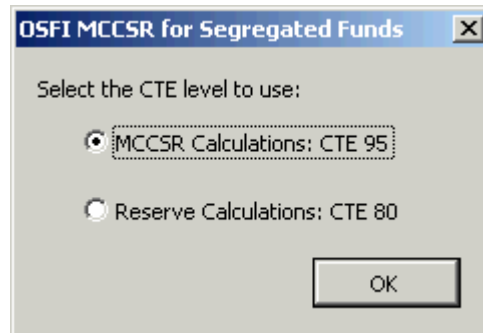 OSFI MCCSR for Segregated Funds
Select the CTE level to use:
MCCSR Calculations: CTE 95
Reserve Calculations: CTE 80
OK